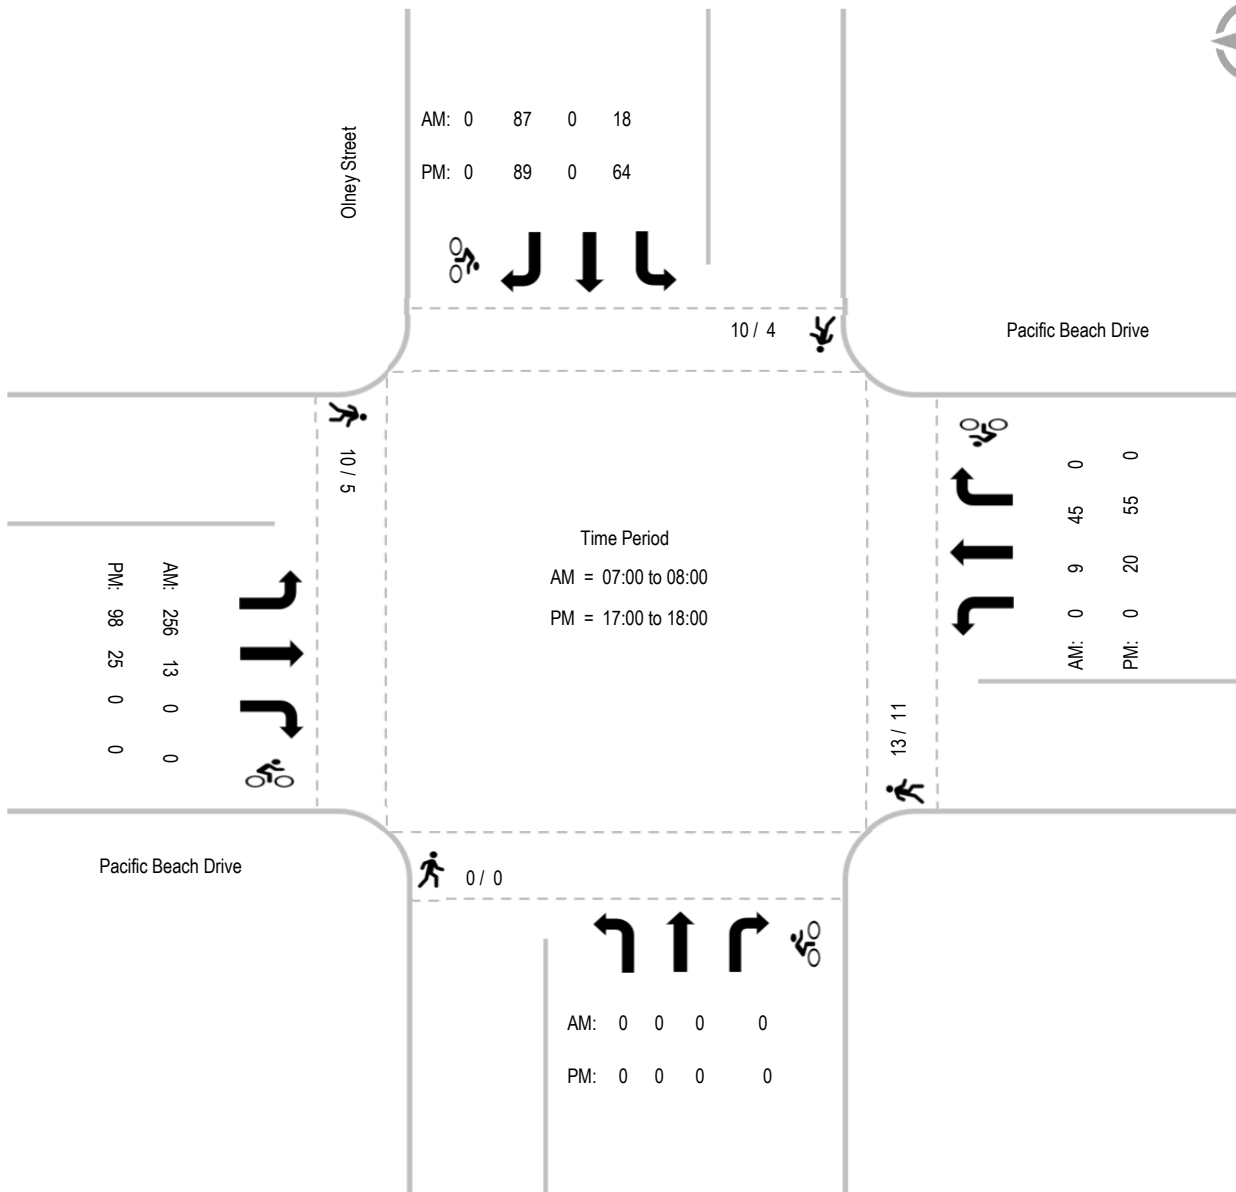 AM: 0 87 0 18
PM: 0 89 0 64
Olney Street
10 / 4
Pacific Beach Drive
10 / 5
Time Period
AM = 07:00 to 08:00
PM = 17:00 to 18:00
AM: 256 13 0 0
PM: 98 25 0 0
AM: 0 9 45 0
PM: 0 20 55 0
13 / 11
Pacific Beach Drive
0 / 0
AM: 0 0 0 0
PM: 0 0 0 0